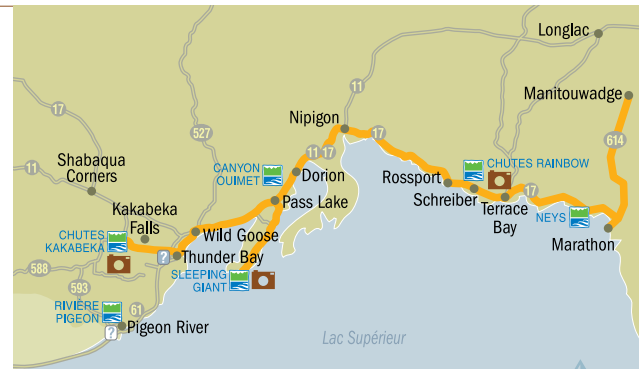 Longlac
Manitouwadge
11
17
527
614
Nipigon
17
Shabaqua
Corners
11
11
17
CANYON
OUIMET
Dorion
CHUTES RAINBOW
Rossport
Schreiber
Terrace
Bay
17
NEYS
Marathon
Pass Lake
Kakabeka
Falls
CHUTES
KAKABEKA
Wild Goose
?
Thunder Bay
SLEEPING
GIANT
588
593
RIVIÈRE
PIGEON
61
?
Pigeon River
Lac Supérieur